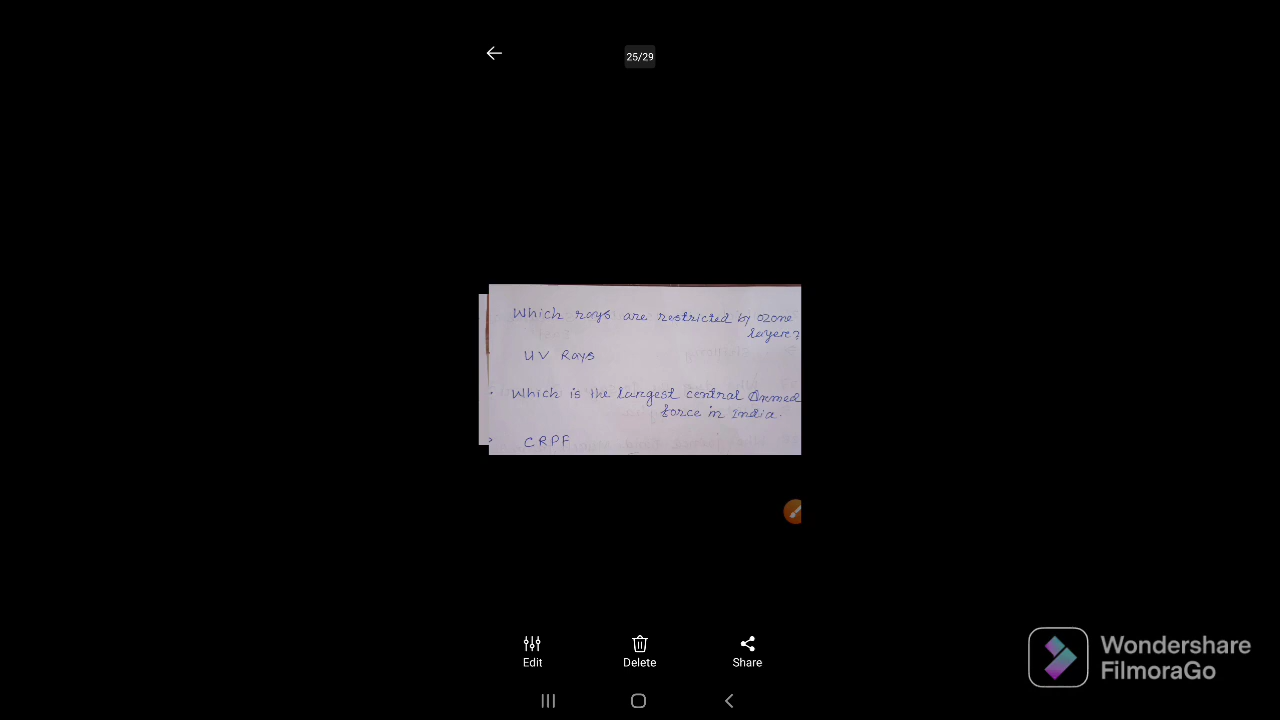 25/29
Which rays are restricted by ozone
layer?
UV Rays
Which is the largest central Armed
force in India.
CRPF
Edit
Delete
Share
Wondershare
FilmoraGo